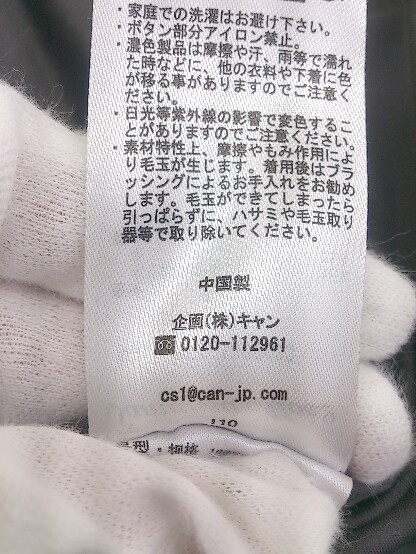 ・家庭での洗濯はお避け下さい。
・ボタン部分アイロン禁止。
・濃色製品は摩擦や汗、雨等で濡れ
た時などに、他の衣料や下着に色
が移る事がありますのでご注意く
ださい。
・日光等紫外線の影響で変色するこ
とがありますのでご注意ください。
・素材特性上、摩擦やもみ作用によ
り毛玉が生じます。着用後はブラ
ッシングによるお手入れをお勧め
します。毛玉ができてしまったら
引っぱらずに、ハサミや毛玉取り
器等で取り除いてください。
中国製
企画(株)キャン
0120-112961
cs1@can-jp.com